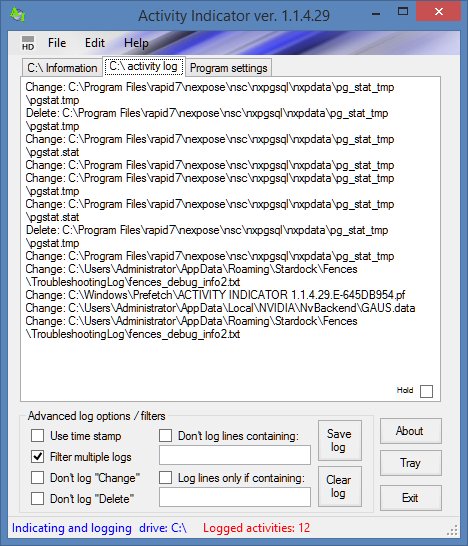 Activity Indicator ver. 1.1.4.29
HD File Edit Help
C:\ Information C:\ activity log Program settings
Change: C:\Program Files\rapid7\nexpose\nsc\nxpgsql\nxpdata\pg_stat_tmp
\pgstat.tmp
Delete: C:\Program Files\rapid7\nexpose\nsc\nxpgsql\nxpdata\pg_stat_tmp
\pgstat.tmp
Change: C:\Program Files\rapid7\nexpose\nsc\nxpgsql\nxpdata\pg_stat_tmp
\pgstat.stat
Change: C:\Program Files\rapid7\nexpose\nsc\nxpgsql\nxpdata\pg_stat_tmp
Change: C:\Program Files\rapid7\nexpose\nsc\nxpgsql\nxpdata\pg_stat_tmp
\pgstat.tmp
Change: C:\Program Files\rapid7\nexpose\nsc\nxpgsql\nxpdata\pg_stat_tmp
\pgstat.stat
Delete: C:\Program Files\rapid7\nexpose\nsc\nxpgsql\nxpdata\pg_stat_tmp
\pgstat.tmp
Change: C:\Program Files\rapid7\nexpose\nsc\nxpgsql\nxpdata\pg_stat_tmp
Change: C:\Users\Administrator\AppData\Roaming\Stardock\Fences
\TroubleshootingLog\fences_debug_info2.txt
Change: C:\Windows\Prefetch\ACTIVITY INDICATOR 1.1.4.29.E-645DB954.pf
Change: C:\Users\Administrator\AppData\Local\NVIDIA\NvBackend\GAUS.data
Change: C:\Users\Administrator\AppData\Roaming\Stardock\Fences
\TroubleshootingLog\fences_debug_info2.txt
Hold
Advanced log options / filters
Use time stamp
Filter multiple logs
Don't log "Change"
Don't log "Delete"
Don't log lines containing:
Log lines only if containing:
Save
log
Clear
log
About
Tray
Exit
Indicating and logging drive: C:\ Logged activities: 12